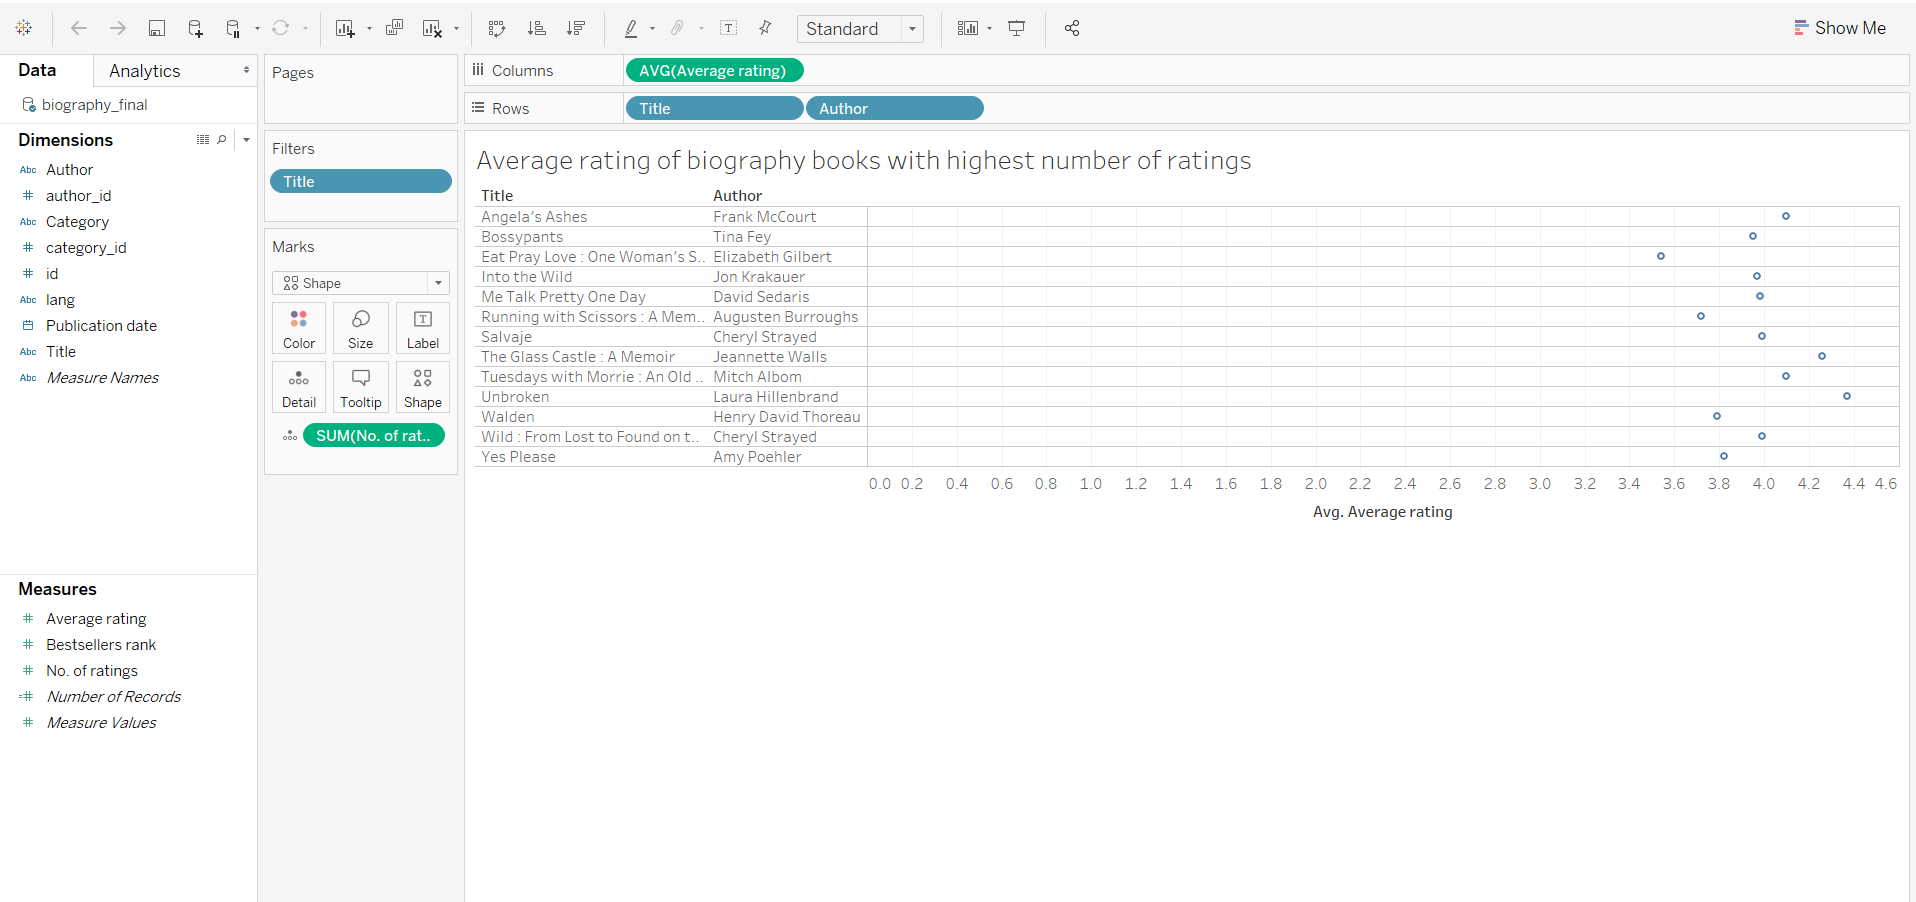 Standard
Show Me
Data
Analytics
biography_final
Dimensions
Abc Author
author_id
Abc Category
category_id
id
Abc lang
Publication date
Abc Title
Abc Measure Names
Measures
Average rating
Bestsellers rank
No. of ratings
Number of Records
Measure Values
Pages
Filters
Title
Marks
Shape
Color Size Label
Detail Tooltip Shape
SUM(No. of rat..
Columns AVG(Average rating)
Rows Title Author
Average rating of biography books with highest number of ratings
Title Author
Angela's Ashes Frank McCourt
Bossypants Tina Fey
Eat Pray Love : One Woman's S.. Elizabeth Gilbert
Into the Wild Jon Krakauer
Me Talk Pretty One Day David Sedaris
Running with Scissors : A Mem.. Augusten Burroughs
Salvaje Cheryl Strayed
The Glass Castle : A Memoir Jeannette Walls
Tuesdays with Morrie : An Old .. Mitch Albom
Unbroken Laura Hillenbrand
Walden Henry David Thoreau
Wild : From Lost to Found on t.. Cheryl Strayed
Yes Please Amy Poehler
0.0 0.2 0.4 0.6 0.8 1.0 1.2 1.4 1.6 1.8 2.0 2.2 2.4 2.6 2.8 3.0 3.2 3.4 3.6 3.8 4.0 4.2 4.4 4.6
Avg. Average rating